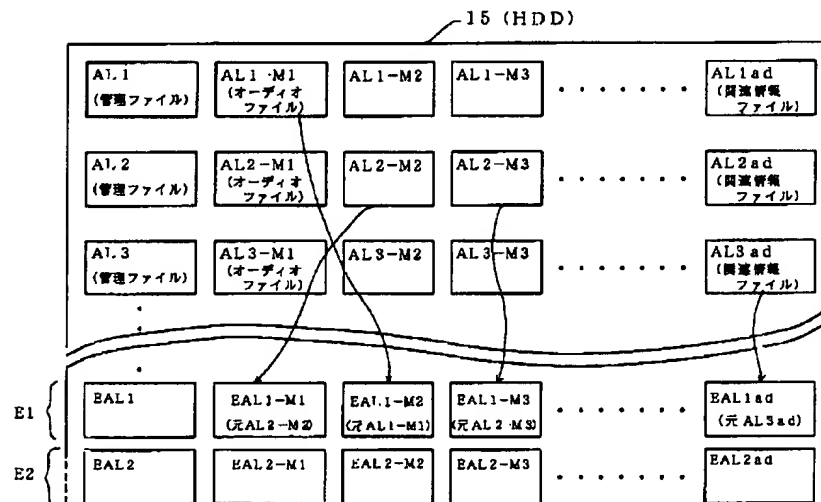 15 (HDD)
AL1 AL1-M1 AL1-M2 AL1-M3 AL1ad
(管理ファイル) (オーディオ (関連情報
ファイル) ファイル)
AL2 AL2-M1 AL2-M2 AL2-M3 AL2ad
(管理ファイル) (オーディオ (関連情報
ファイル) ファイル)
AL3 AL3-M1 AL3-M2 AL3-M3 AL3ad
(管理ファイル) (オーディオ (関連情報
ファイル) ファイル)
E1 EAL1 EAL1-M1 EAL1-M2 EAL1-M3 EAL1ad
(元AL2-M2) (元AL1-M1) (元AL2-M3) (元AL3ad)
E2 EAL2 EAL2-M1 EAL2-M2 EAL2-M3 EAL2ad